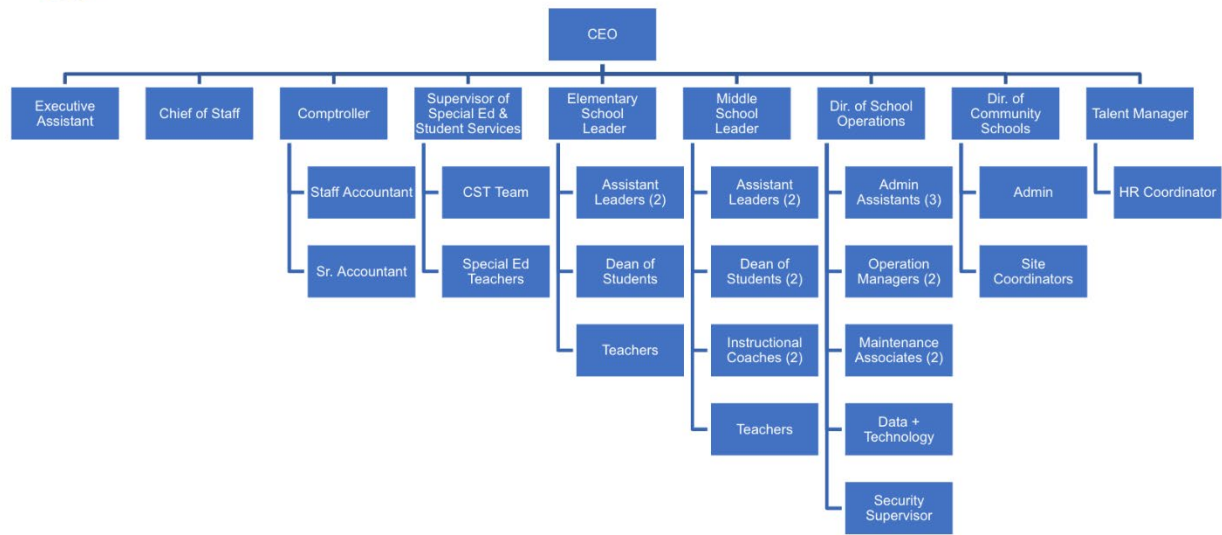 CEO
Executive
Assistant
Chief of Staff
Comptroller
Supervisor of
Special Ed &
Student Services
Elementary
School
Leader
Middle
School
Leader
Dir. of School
Operations
Dir. of
Community
Schools
Talent Manager
Staff Accountant
CST Team
Assistant
Leaders (2)
Assistant
Leaders (2)
Admin
Assistants (3)
Admin
HR Coordinator
Sr. Accountant
Special Ed
Teachers
Dean of
Students
Dean of
Students (2)
Operation
Managers (2)
Site
Coordinators
Teachers
Instructional
Coaches (2)
Maintenance
Associates (2)
Teachers
Data +
Technology
Security
Supervisor